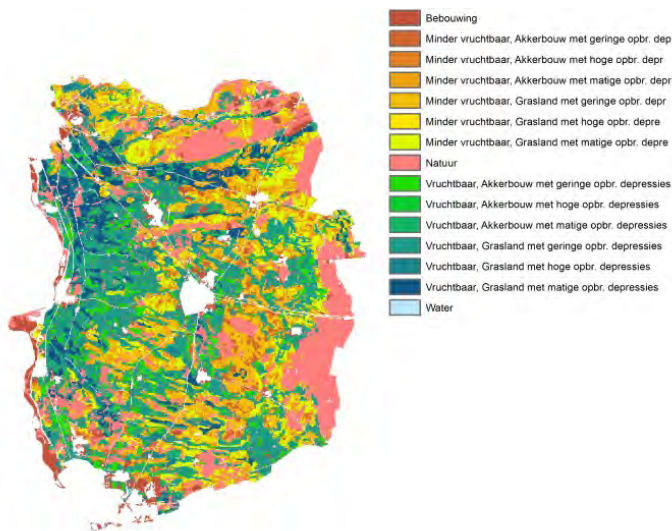 Bebouwing
Minder vruchtbaar, Akkerbouw met geringe opbr. depr
Minder vruchtbaar, Akkerbouw met hoge opbr. depr
Minder vruchtbaar, Akkerbouw met matige opbr. depr
Minder vruchtbaar, Grasland met geringe opbr. depr
Minder vruchtbaar, Grasland met hoge opbr. depre
Minder vruchtbaar, Grasland met matige opbr. depre
Natuur
Vruchtbaar, Akkerbouw met geringe opbr. depressies
Vruchtbaar, Akkerbouw met hoge opbr. depressies
Vruchtbaar, Akkerbouw met matige opbr. depressies
Vruchtbaar, Grasland met geringe opbr. depressies
Vruchtbaar, Grasland met hoge opbr. depressies
Vruchtbaar, Grasland met matige opbr. depressies
Water